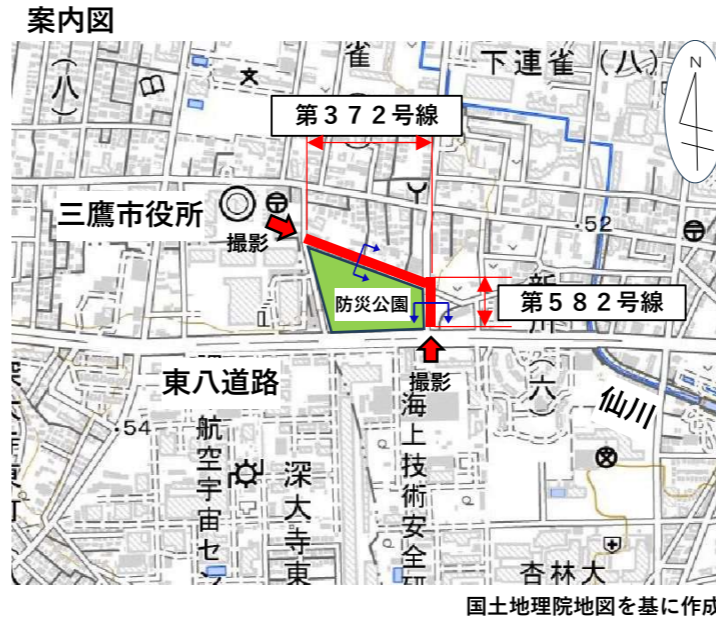 案内図
(八)
雀
下連雀(八)
N
第372号線
三鷹市役所
撮影
52
防災公園
第582号線
新川(六)
東八道路
撮影
仙川
54
航空宇宙セン
深大寺東
海上技術安全研
杏林大
国土地理院地図を基に作成